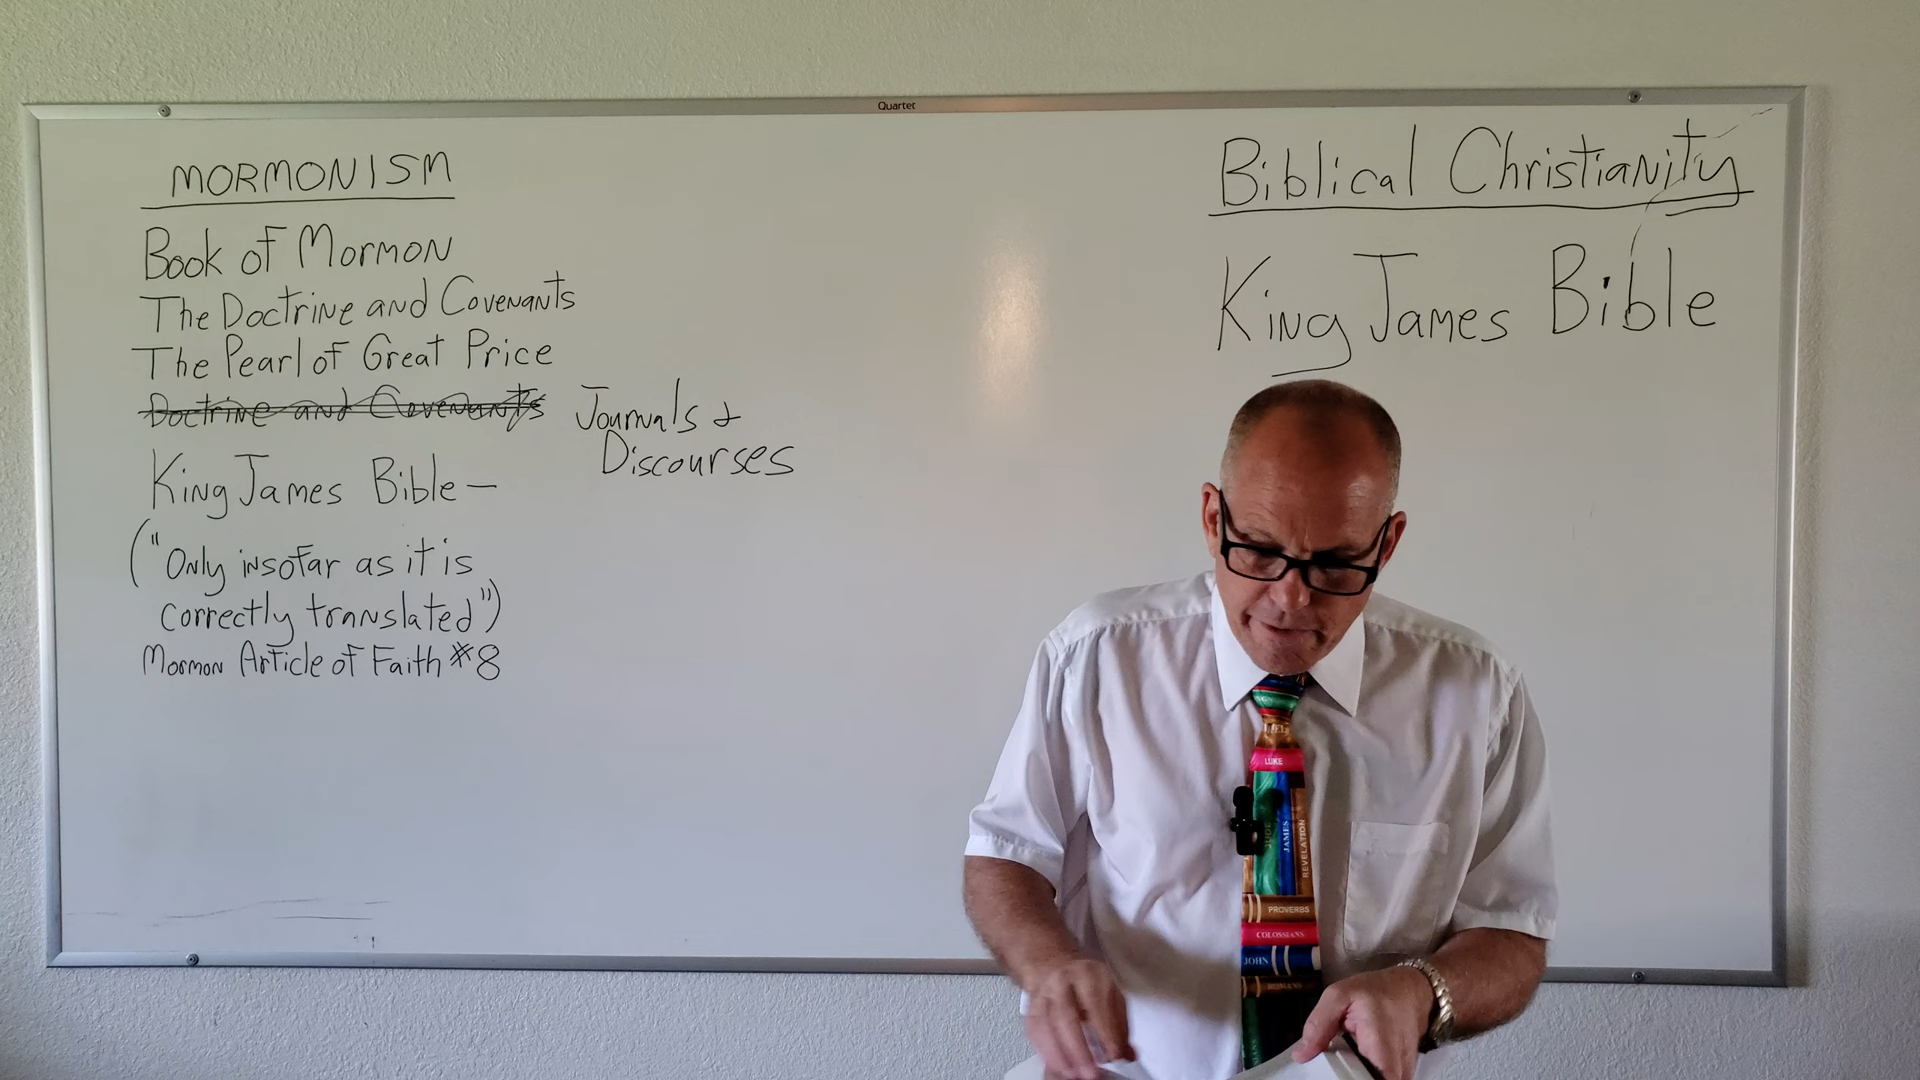 Quartet
MORMONISM
Book of Mormon
The Doctrine and Covenants
The Pearl of Great Price
Doctrine and Covenants
Journals +
Discourses
King James Bible —
("Only insofar as it is
correctly translated")
Mormon Article of Faith #8
Biblical Christianity
King James Bible
LUKE
JUDE
JAMES
REVELATION
PROVERBS
COLOSSIANS
JOHN
ROMANS